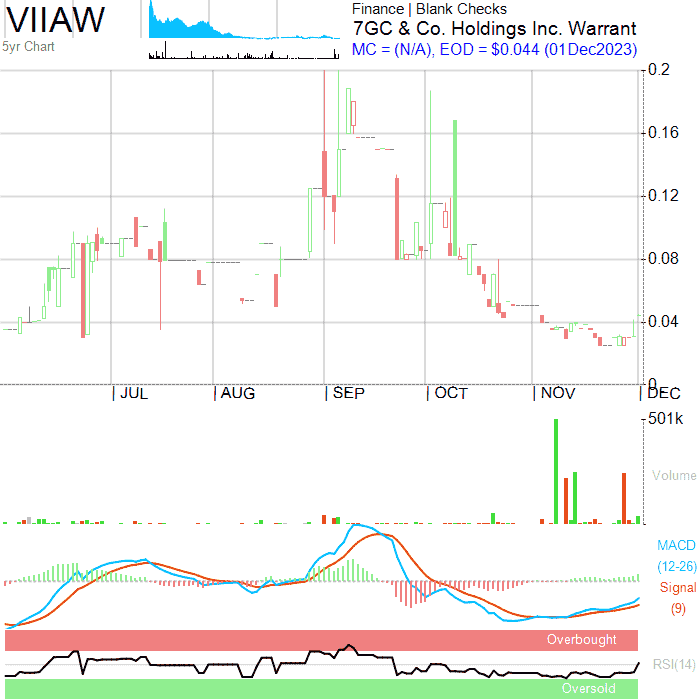 VIIAW
5yr Chart
Finance | Blank Checks
7GC & Co. Holdings Inc. Warrant
MC = (N/A), EOD = $0.044 (01Dec2023)
0.2
0.16
0.12
0.08
0.04
0
JUL AUG SEP OCT NOV DEC
501k
Volume
MACD
(12-26)
Signal
(9)
Overbought
RSI(14)
Oversold